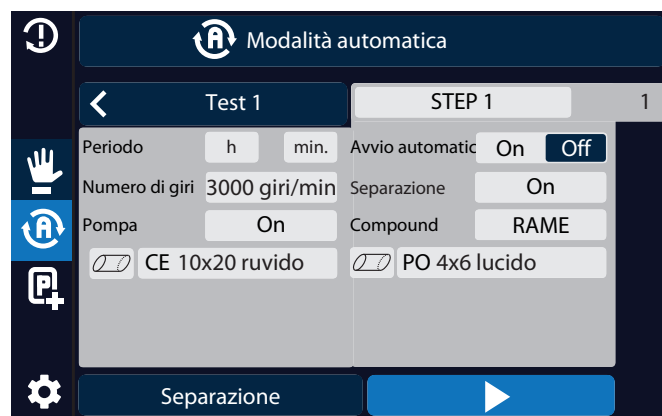 Modalità automatica
Test 1
STEP 1
1
Periodo h min.
Avvio automatic On Off
Numero di giri 3000 giri/min
Separazione On
Pompa On
Compound RAME
CE 10x20 ruvido
PO 4x6 lucido
Separazione